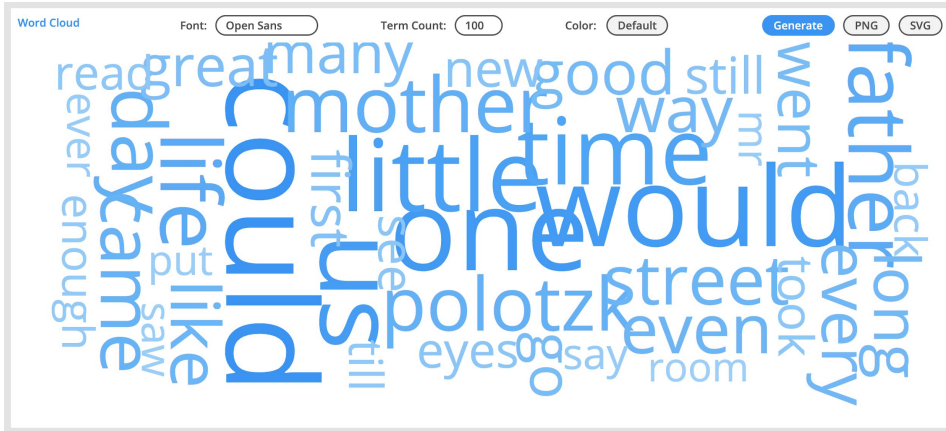 Word Cloud Font: Open Sans Term Count: 100 Color: Default Generate PNG SVG
read
great
many
new
good
still
went
father
ever
day
could
mother
way
mr
time
little
life
first
would
back
came
enough
one
us
see
put
street
took
every
long
like
saw
polotzk
even
till
eyes
go
say
room